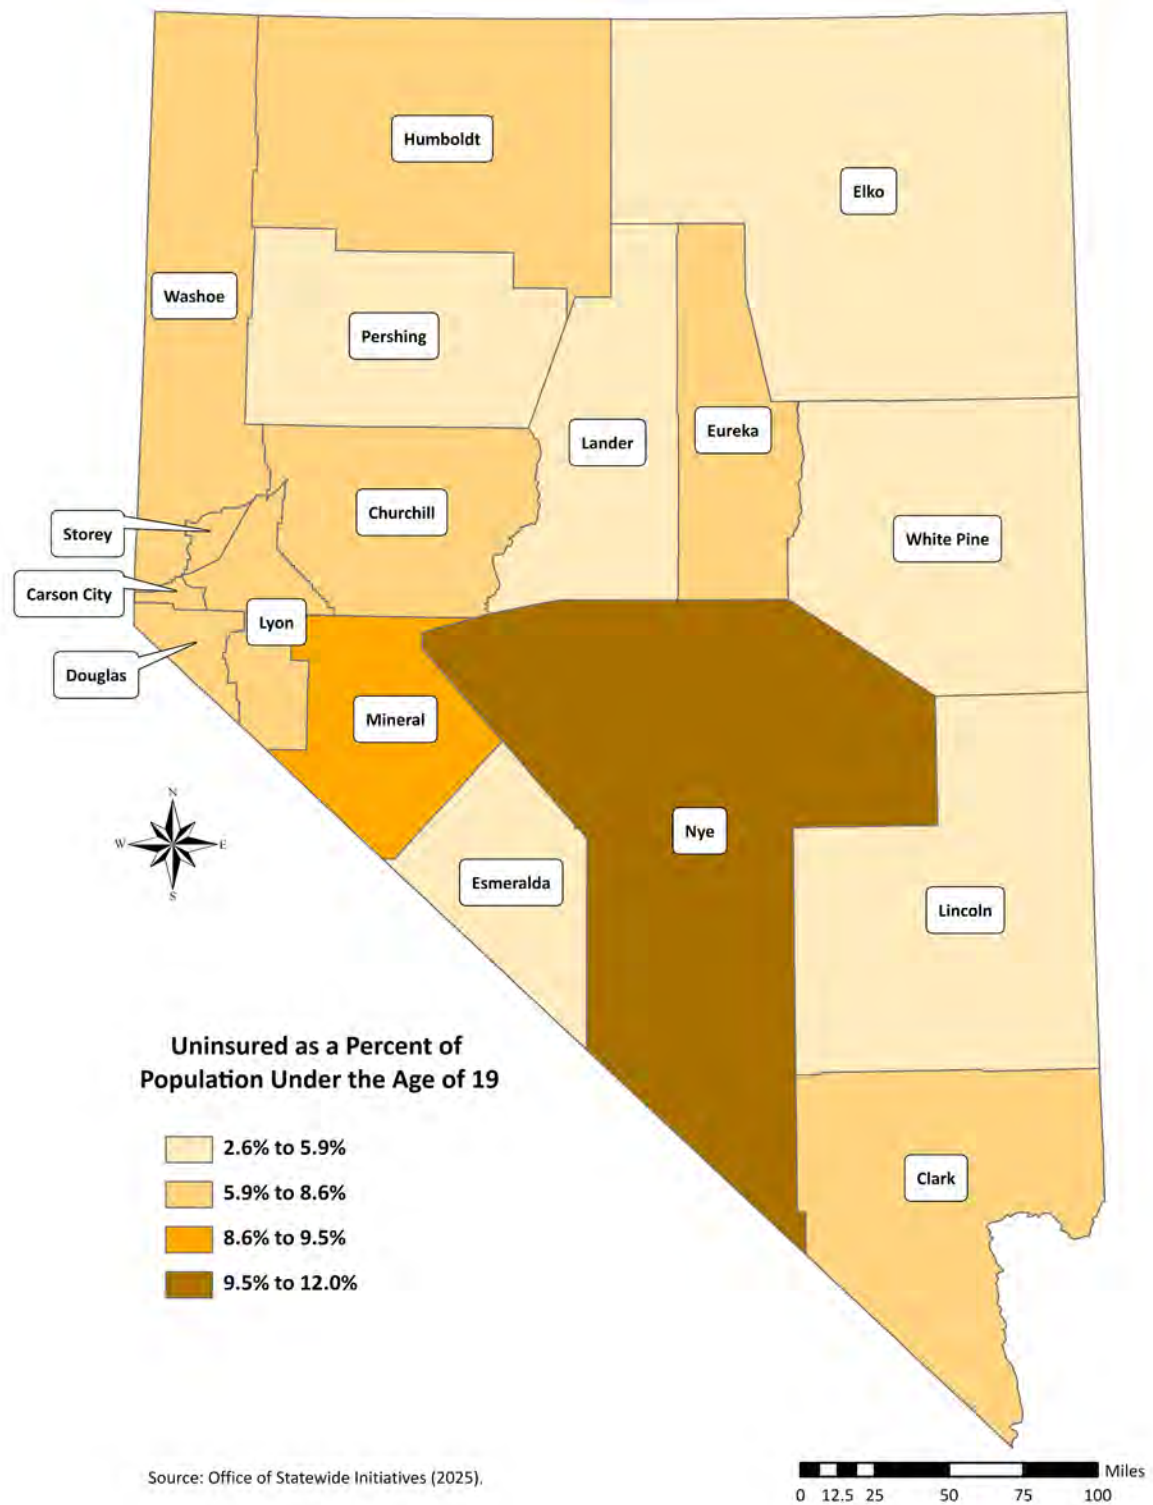 Humboldt
Elko
Washoe
Pershing
Eureka
Lander
Churchill
Storey
White Pine
Carson City
Lyon
Douglas
Mineral
N
W
E
S
Nye
Esmeralda
Lincoln
Uninsured as a Percent of
Population Under the Age of 19
2.6% to 5.9%
5.9% to 8.6%
8.6% to 9.5%
9.5% to 12.0%
Clark
Source: Office of Statewide Initiatives (2025).
Miles
0 12.5 25 50 75 100